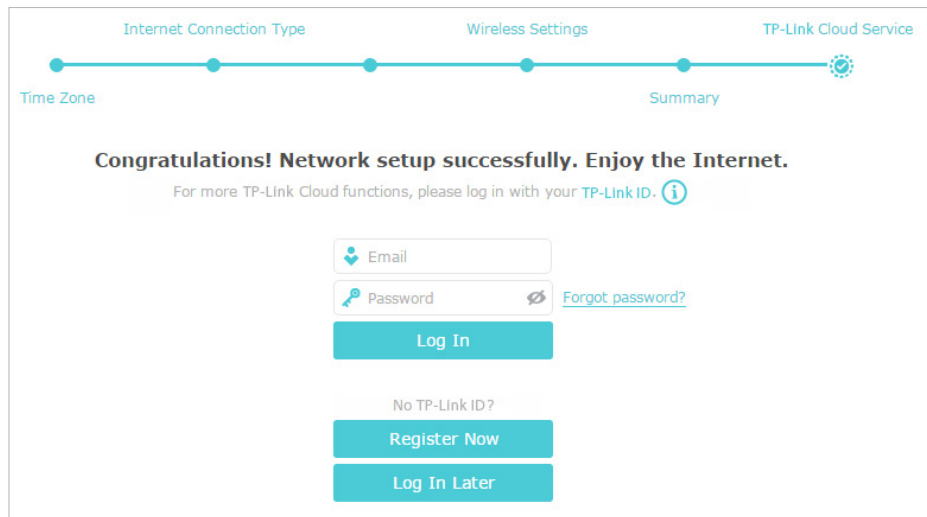 Internet Connection Type Wireless Settings TP-Link Cloud Service
Time Zone Summary
Congratulations! Network setup successfully. Enjoy the Internet.
For more TP-Link Cloud functions, please log in with your TP-Link ID.
Email
Password Forgot password?
Log In
No TP-Link ID?
Register Now
Log In Later